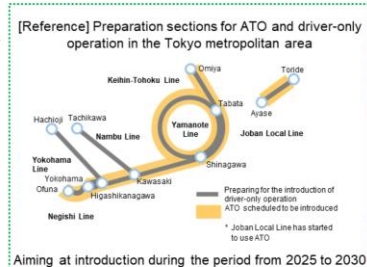 [Reference] Preparation sections for ATO and driver-only
operation in the Tokyo metropolitan area
Omiya
Keihin-Tohoku Line
Toride
Hachioji
Tachikawa
Tabata
Nambu Line
Yamanote
Line
Ayase
Joban Local Line
Yokohama
Line
Shinagawa
Yokohama
Kawasaki
Ofuna
Higashikanagawa
Negishi Line
Preparing for the introduction of
driver-only operation
ATO scheduled to be introduced
* Joban Local Line has started
to use ATO
Aiming at introduction during the period from 2025 to 2030